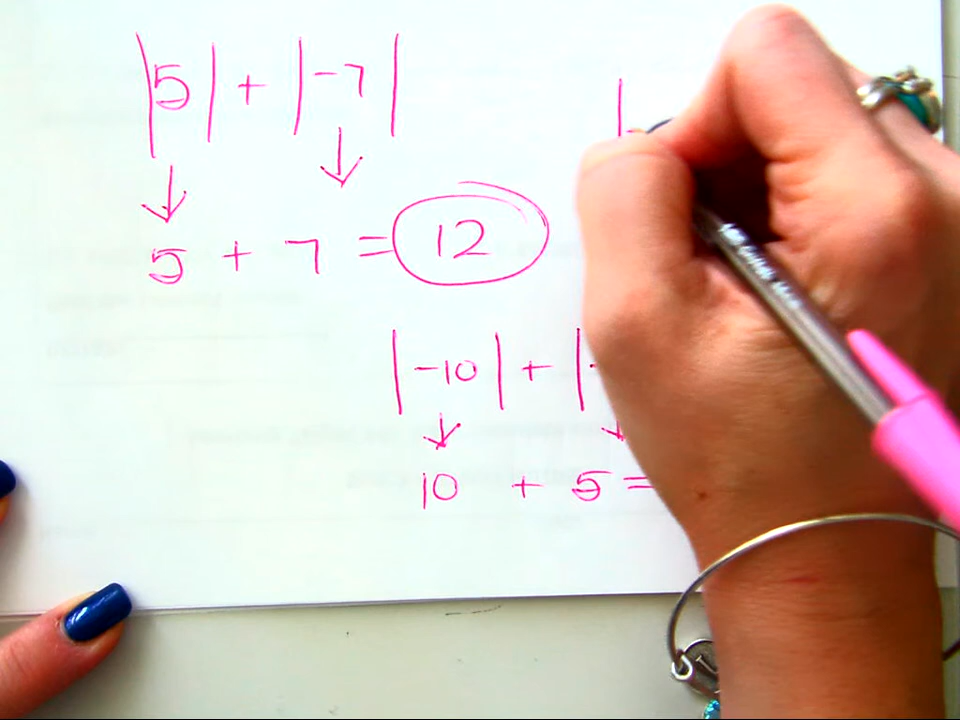 |5| + |-7|
5 + 7 = 12
|-10| + |-
10 + 5 =